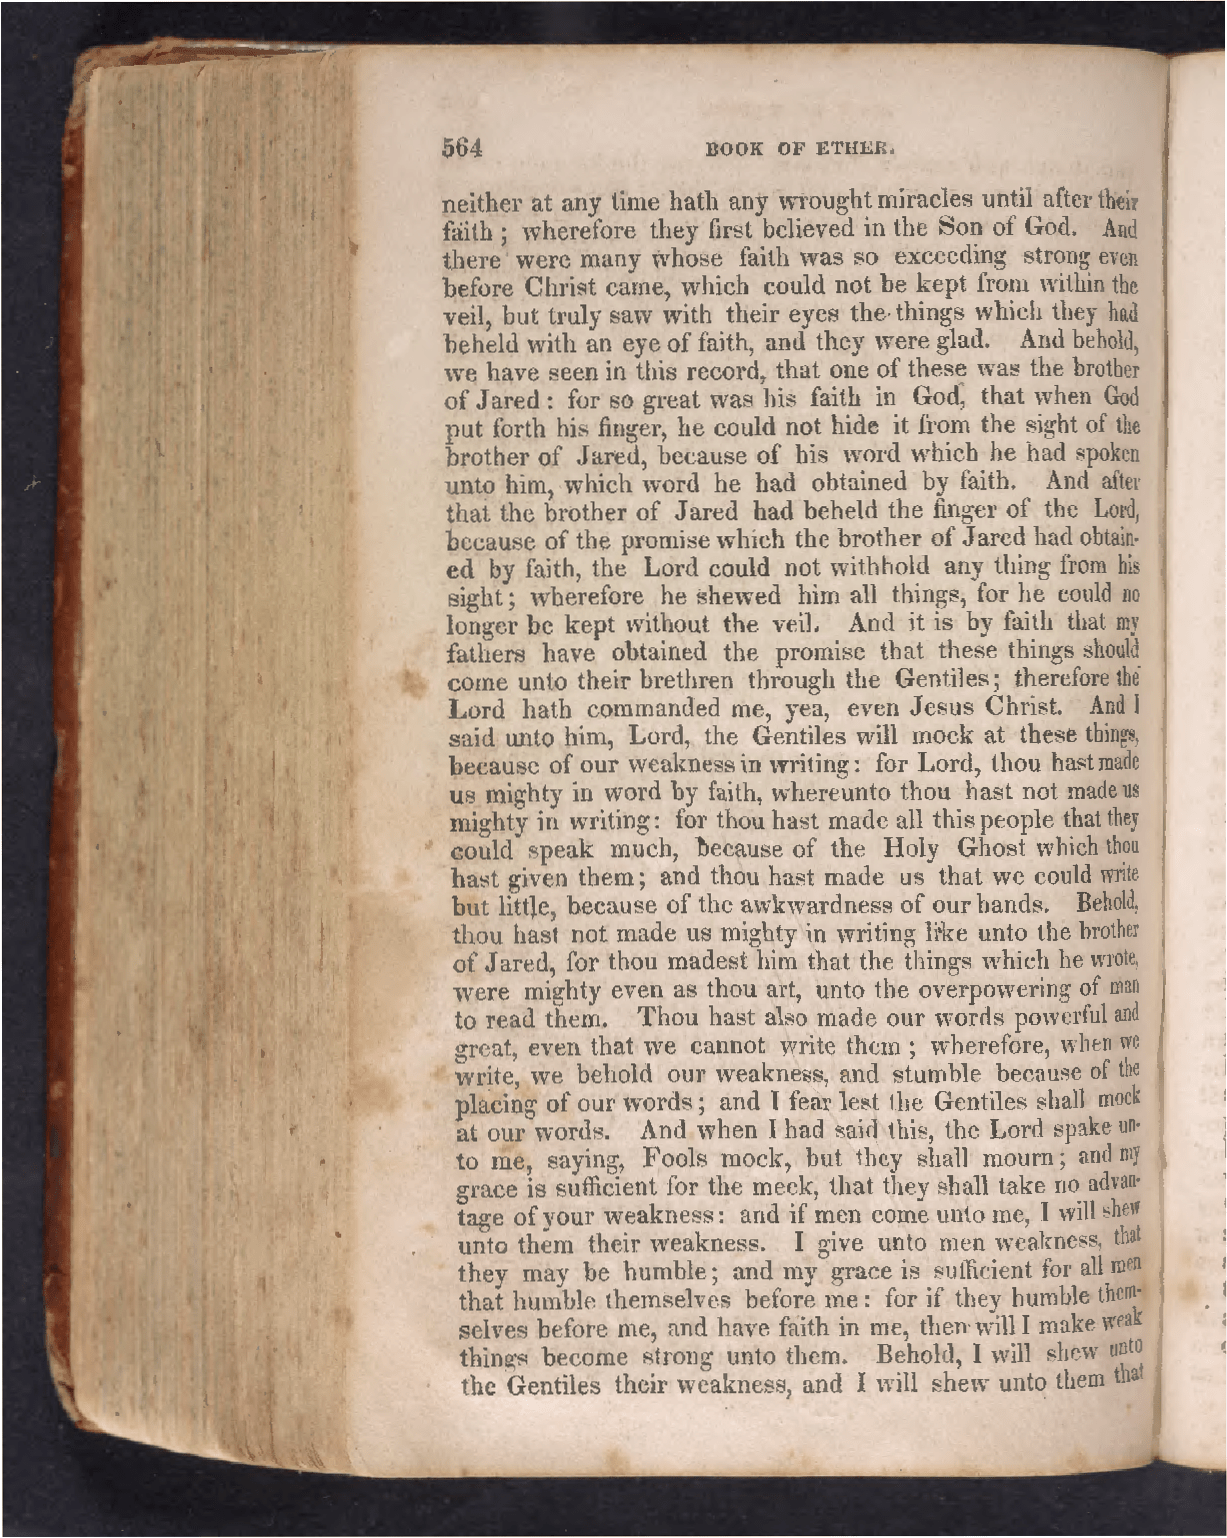 564 BOOK OF ETHER.
neither at any time hath any wrought miracles until after their
faith ; wherefore they first believed in the Son of God. And
there were many whose faith was so exceeding strong even
before Christ came, which could not be kept from within the
veil, but truly saw with their eyes the things which they had
beheld with an eye of faith, and they were glad. And behold,
we have seen in this record, that one of these was the brother
of Jared : for so great was his faith in God, that when God
put forth his finger, he could not hide it from the sight of the
brother of Jared, because of his word which he had spoken
unto him, which word he had obtained by faith. And after
that the brother of Jared had beheld the finger of the Lord,
because of the promise which the brother of Jared had obtain-
ed by faith, the Lord could not withhold any thing from his
sight ; wherefore he shewed him all things, for he could no
longer be kept without the veil. And it is by faith that my
fathers have obtained the promise that these things should
come unto their brethren through the Gentiles; therefore the
Lord hath commanded me, yea, even Jesus Christ. And I
said unto him, Lord, the Gentiles will mock at these things,
because of our weakness in writing : for Lord, thou hast made
us mighty in word by faith, whereunto thou hast not made us
mighty in writing: for thou hast made all this people that they
could speak much, because of the Holy Ghost which thou
hast given them; and thou hast made us that we could write
but little, because of the awkwardness of our hands. Behold,
thou hast not made us mighty in writing like unto the brother
of Jared, for thou madest him that the things which he wrote,
were mighty even as thou art, unto the overpowering of man
to read them. Thou hast also made our words powerful and
great, even that we cannot write them ; wherefore, when we
write, we behold our weakness, and stumble because of the
placing of our words; and I fear lest the Gentiles shall mock
at our words. And when I had said this, the Lord spake un-
to me, saying, Fools mock, but they shall mourn; and my
grace is sufficient for the meek, that they shall take no advan-
tage of your weakness: and if men come unto me, I will shew
unto them their weakness. I give unto men weakness, that
they may be humble; and my grace is sufficient for all men
that humble themselves before me : for if they humble them-
selves before me, and have faith in me, then will I make weak
things become strong unto them. Behold, I will shew unto
the Gentiles their weakness, and I will shew unto them that